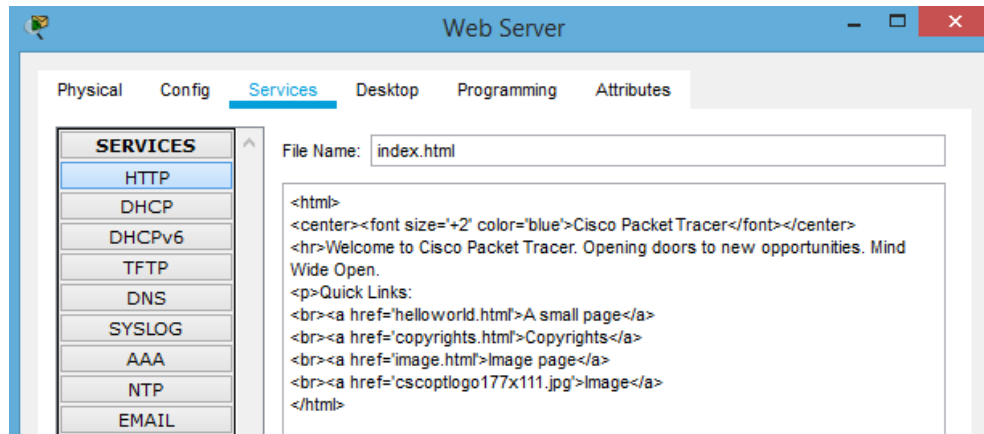 Web Server
Physical Config Services Desktop Programming Attributes
SERVICES
HTTP
DHCP
DHCPv6
TFTP
DNS
SYSLOG
AAA
NTP
EMAIL
File Name: index.html
<html>
<center><font size='+2' color='blue'>Cisco Packet Tracer</font></center>
<hr>Welcome to Cisco Packet Tracer. Opening doors to new opportunities. Mind
Wide Open.
<p>Quick Links:
<br><a href='helloworld.html'>A small page</a>
<br><a href='copyrights.html'>Copyrights</a>
<br><a href='image.html'>Image page</a>
<br><a href='cscoptlogo177x111.jpg'>Image</a>
</html>